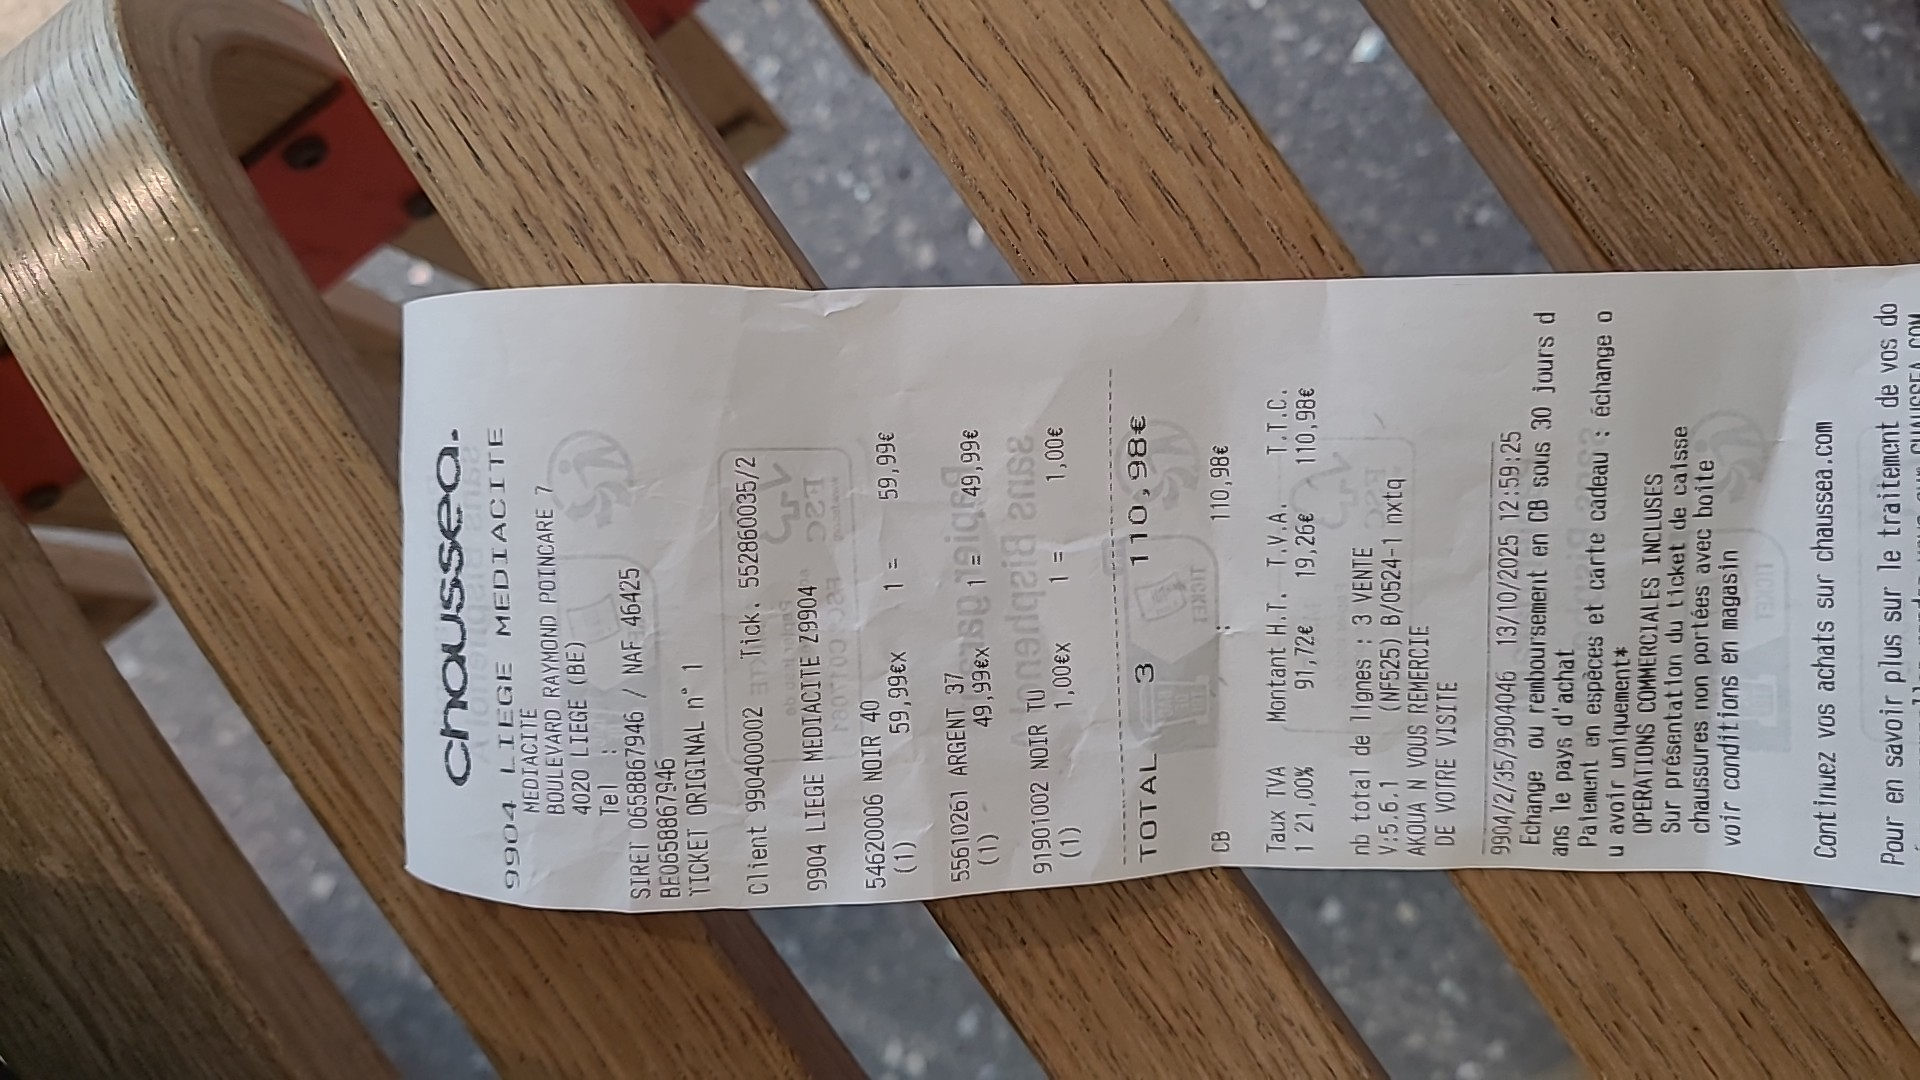 chaussea.
9904 LIEGE MEDIACITE
MEDIACITE
BOULEVARD RAYMOND POINCARE 7
4020 LIEGE (BE)
Tel :
SIRET 0658867946 / NAF 46425
BE0658867946
TICKET ORIGINAL n° 1
Client 990400002 Tick. 552860035/2
9904 LIEGE MEDIACITE Z9904
54620006 NOIR 40
(1) 59,99€x 1 = 59,99€
55610261 ARGENT 37
(1) 49,99€x 1 = 49,99€
91901002 NOIR TU
(1) 1,00€x 1 = 1,00€
TOTAL 3 110,98€
CB : 110,98€
Taux TVA Montant H.T. T.V.A. T.T.C.
1 21,00% 91,72€ 19,26€ 110,98€
nb total de lignes : 3 VENTE
V:5.6.1 (NF525) B/0524-1 nxtq
AKOUA N VOUS REMERCIE
DE VOTRE VISITE
9904/2/35/9904046 13/10/2025 12:59:25
Echange ou remboursement en CB sous 30 jours d
ans le pays d'achat
Paiement en espèces et carte cadeau : échange o
u avoir uniquement*
OPERATIONS COMMERCIALES INCLUSES
Sur présentation du ticket de caisse
chaussures non portées avec boite
voir conditions en magasin
Continuez vos achats sur chaussea.com
Pour en savoir plus sur le traitement de vos do